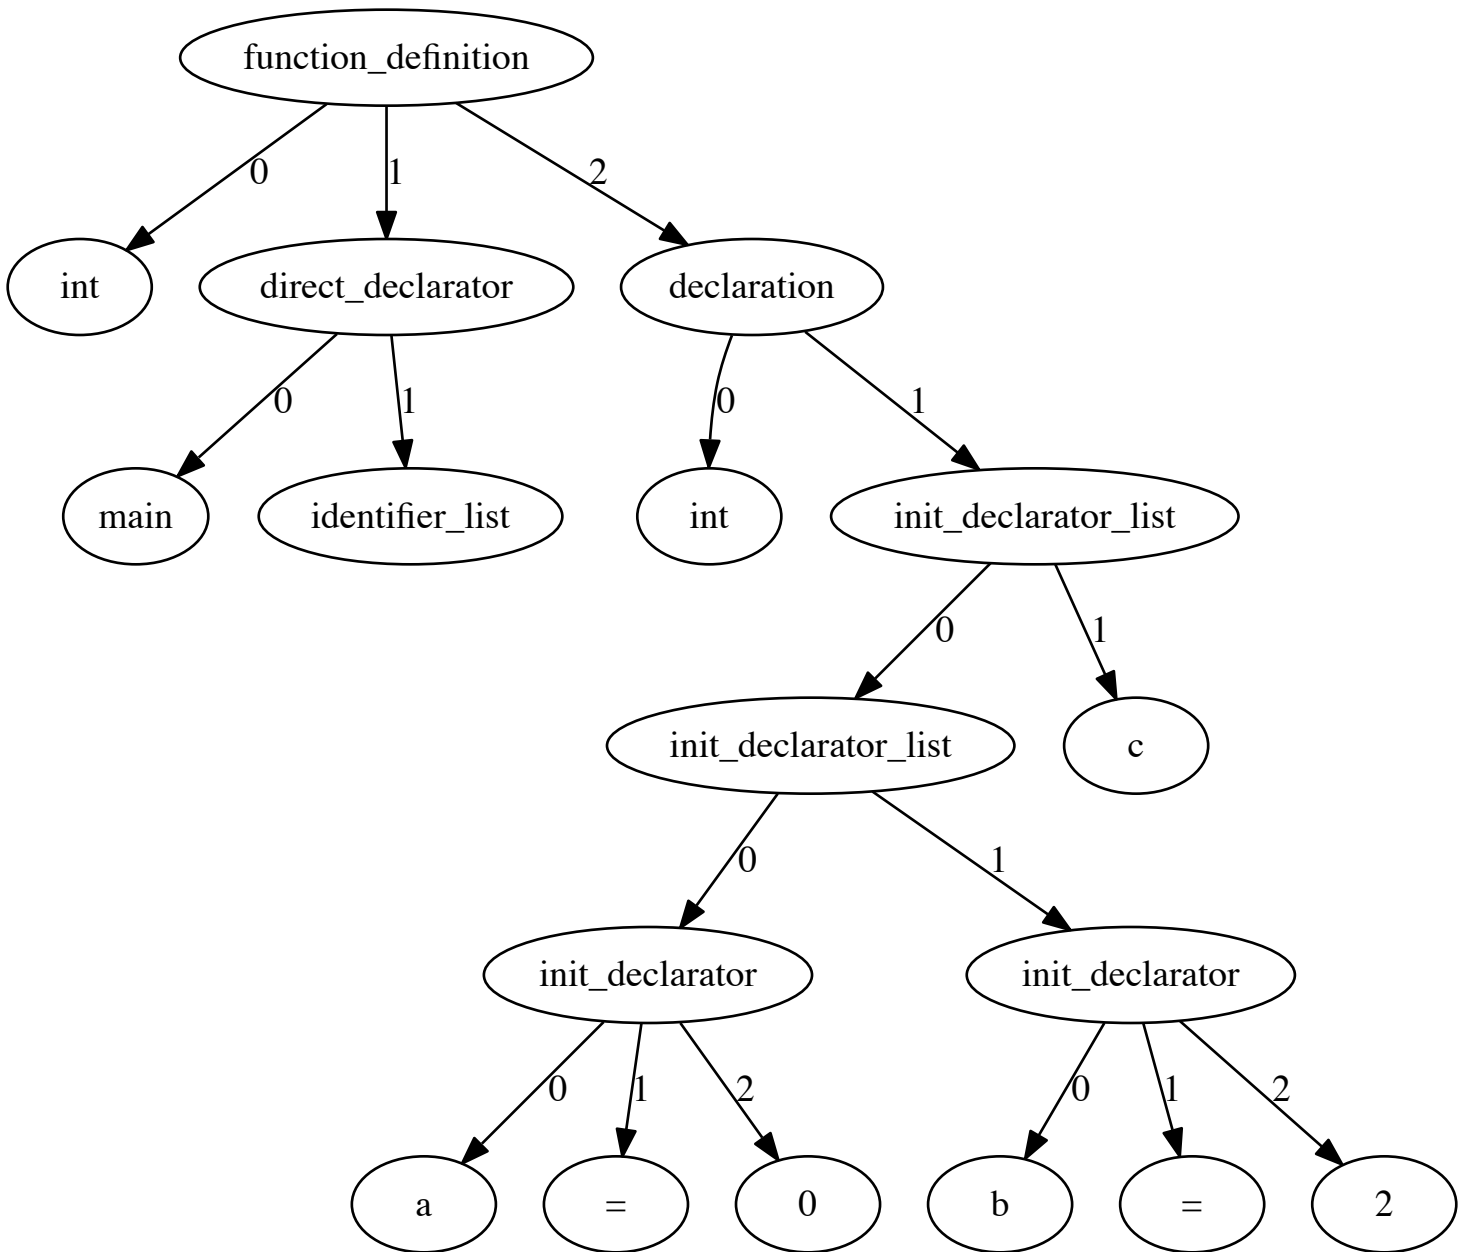 function_definition
0
1
2
int
direct_declarator
declaration
0
1
0
1
main
identifier_list
int
init_declarator_list
0
1
init_declarator_list
c
0
1
init_declarator
init_declarator
0
1
2
0
1
2
a
=
0
b
=
2